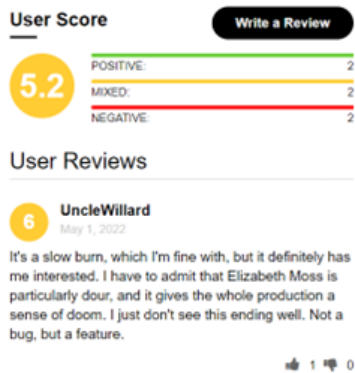 User Score
Write a Review
5.2
POSITIVE: 2
MIXED: 2
NEGATIVE: 2
User Reviews
6
UncleWillard
May 1, 2022
It's a slow burn, which I'm fine with, but it definitely has
me interested. I have to admit that Elizabeth Moss is
particularly dour, and it gives the whole production a
sense of doom. I just don't see this ending well. Not a
bug, but a feature.
1 0